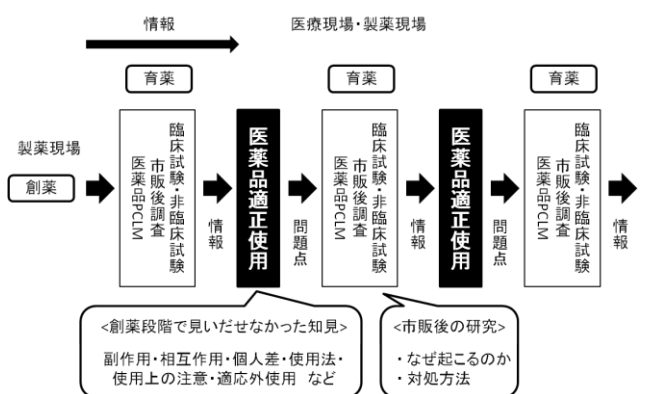 情報
医療現場・製薬現場
育薬
育薬
育薬
製薬現場
創薬
臨床試験・非臨床試験
市販後調査
医薬品PCLM
情報
医薬品適正使用
問題点
臨床試験・非臨床試験
市販後調査
医薬品PCLM
情報
医薬品適正使用
問題点
臨床試験・非臨床試験
市販後調査
医薬品PCLM
情報
<創薬段階で見いだせなかった知見>
副作用・相互作用・個人差・使用法・
使用上の注意・適応外使用 など
<市販後の研究>
・なぜ起こるのか
・対処方法